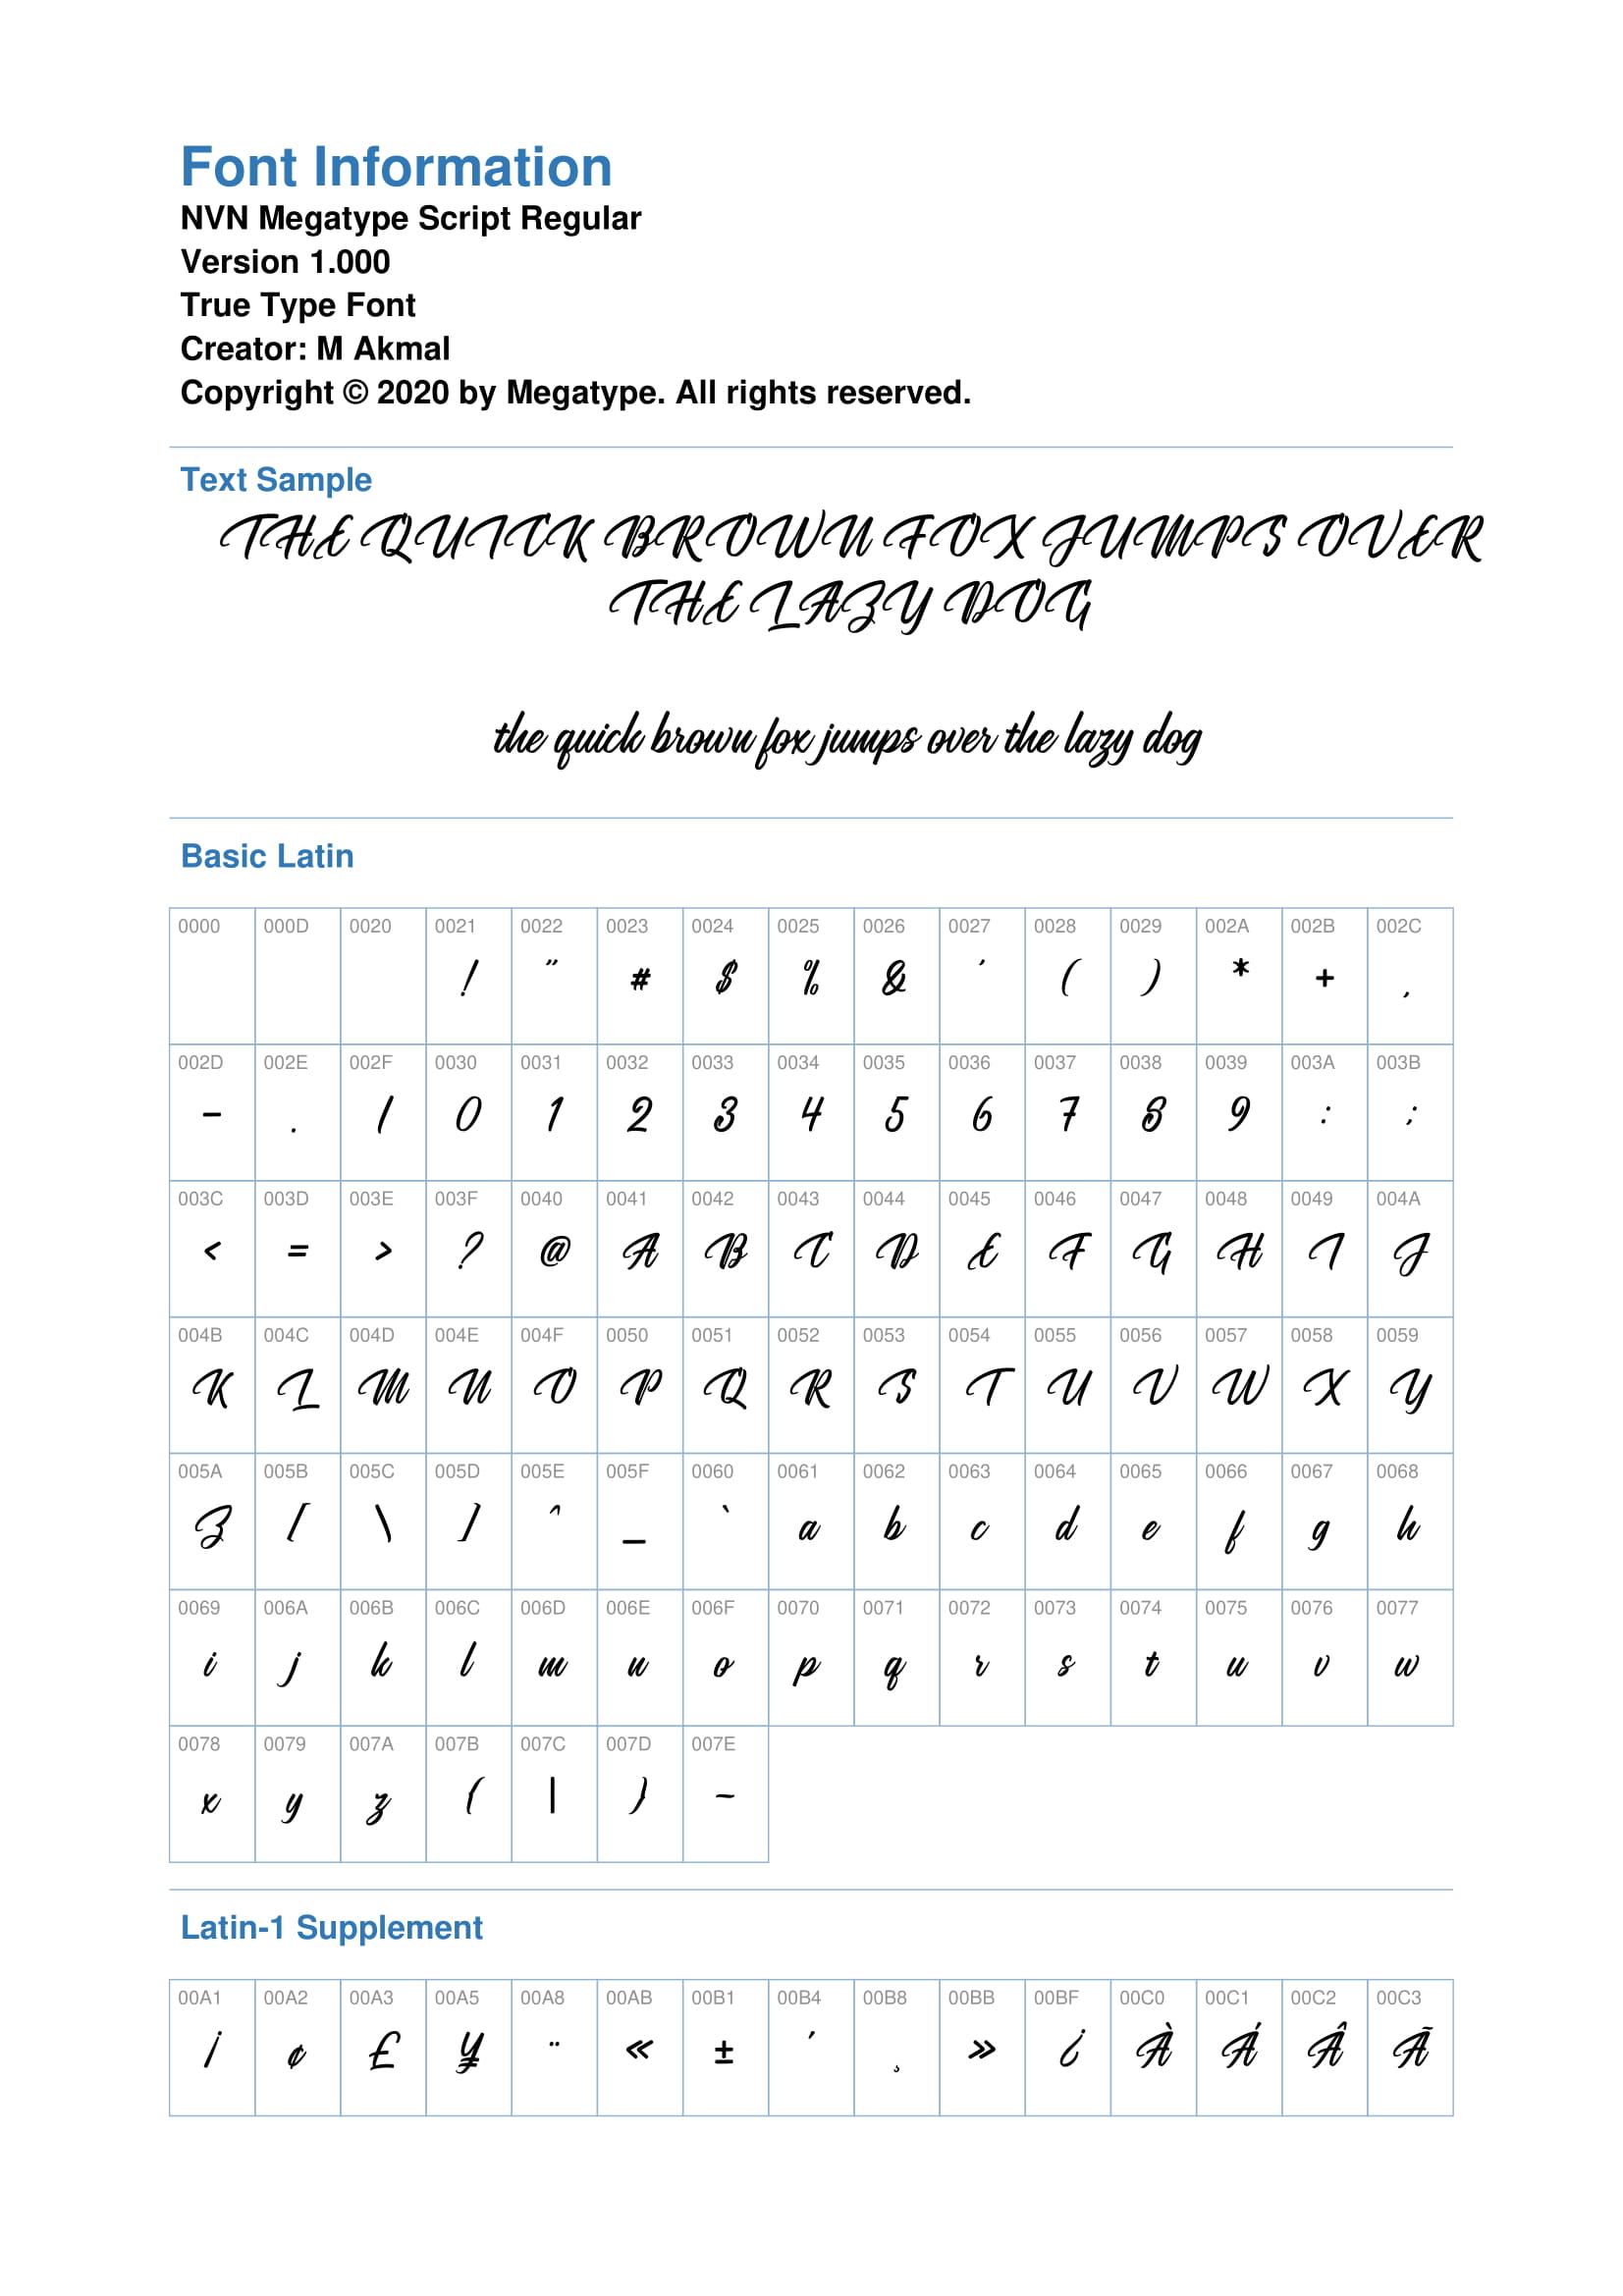 Font Information
NVN Megatype Script Regular
Version 1.000
True Type Font
Creator: M Akmal
Copyright © 2020 by Megatype. All rights reserved.
Text Sample
THE QUICK BROWN FOX JUMPS OVER
THE LAZY DOG
the quick brown fox jumps over the lazy dog
Basic Latin
0000 000D 0020 0021 0022 0023 0024 0025 0026 0027 0028 0029 002A 002B 002C
! " # $ % & ' ( ) * + ,
002D 002E 002F 0030 0031 0032 0033 0034 0035 0036 0037 0038 0039 003A 003B
- . / 0 1 2 3 4 5 6 7 8 9 : ;
003C 003D 003E 003F 0040 0041 0042 0043 0044 0045 0046 0047 0048 0049 004A
< = > ? @ A B C D E F G H I J
004B 004C 004D 004E 004F 0050 0051 0052 0053 0054 0055 0056 0057 0058 0059
K L M N O P Q R S T U V W X Y
005A 005B 005C 005D 005E 005F 0060 0061 0062 0063 0064 0065 0066 0067 0068
Z [ \ ] ^ _ ` a b c d e f g h
0069 006A 006B 006C 006D 006E 006F 0070 0071 0072 0073 0074 0075 0076 0077
i j k l m n o p q r s t u v w
0078 0079 007A 007B 007C 007D 007E
x y z { | } ~
Latin-1 Supplement
00A1 00A2 00A3 00A5 00A8 00AB 00B1 00B4 00B8 00BB 00BF 00C0 00C1 00C2 00C3
¡ ¢ £ ¥ ¨ « ± ´ ¸ » ¿ À Á Â Ã